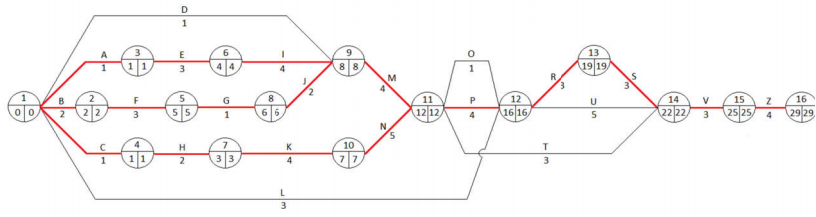 D
1
1
0 0
A
1
3
1 1
E
3
6
4 4
I
4
9
8 8
B
2
2
2 2
F
3
5
5 5
G
1
8
6 6
J
2
C
1
4
1 1
H
2
7
3 3
K
4
10
7 7
M
4
N
5
11
12 12
O
1
P
4
12
16 16
L
3
R
3
13
19 19
S
3
U
5
T
3
14
22 22
V
3
15
25 25
Z
4
16
29 29